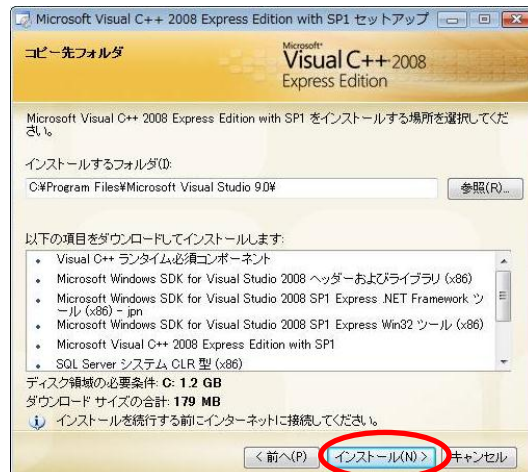 Microsoft Visual C++ 2008 Express Edition with SP1 セットアップ
コピー先フォルダ
Microsoft
Visual C++ 2008
Express Edition
Microsoft Visual C++ 2008 Express Edition with SP1 をインストールする場所を選択してくだ
さい。
インストールするフォルダ(I):
C:¥Program Files¥Microsoft Visual Studio 9.0¥
参照(R)...
以下の項目をダウンロードしてインストールします:
• Visual C++ ランタイム必須コンポーネント
• Microsoft Windows SDK for Visual Studio 2008 ヘッダーおよびライブラリ (x86)
• Microsoft Windows SDK for Visual Studio 2008 SP1 Express .NET Framework ツ
ール (x86) - jpn
• Microsoft Windows SDK for Visual Studio 2008 SP1 Express Win32 ツール (x86)
• Microsoft Visual C++ 2008 Express Edition with SP1
• SQL Server システム CLR 型 (x86)
ディスク領域の必要条件: C: 1.2 GB
ダウンロード サイズの合計: 179 MB
インストールを続行する前にインターネットに接続してください。
< 前へ(P)
インストール(N) >
キャンセル